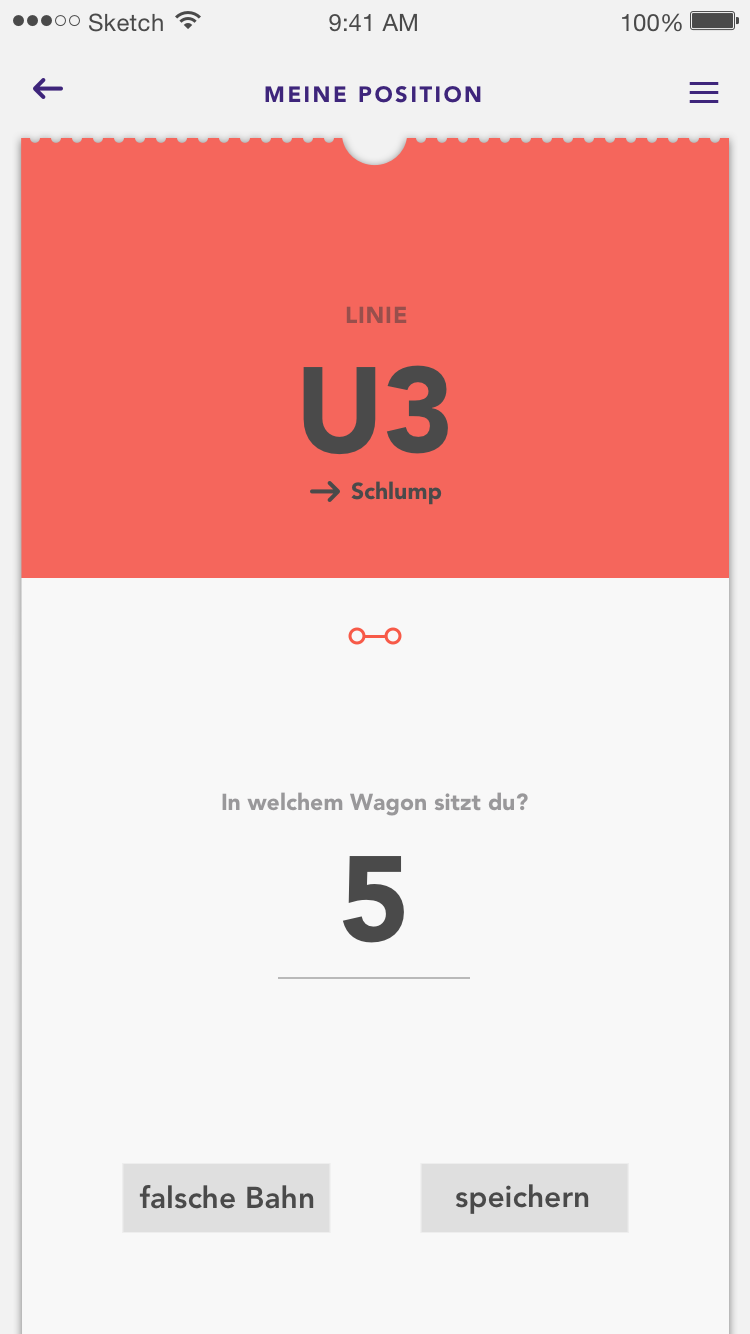 Sketch 9:41 AM 100%
MEINE POSITION
LINIE
U3
→ Schlump
In welchem Wagon sitzt du?
5
falsche Bahn speichern